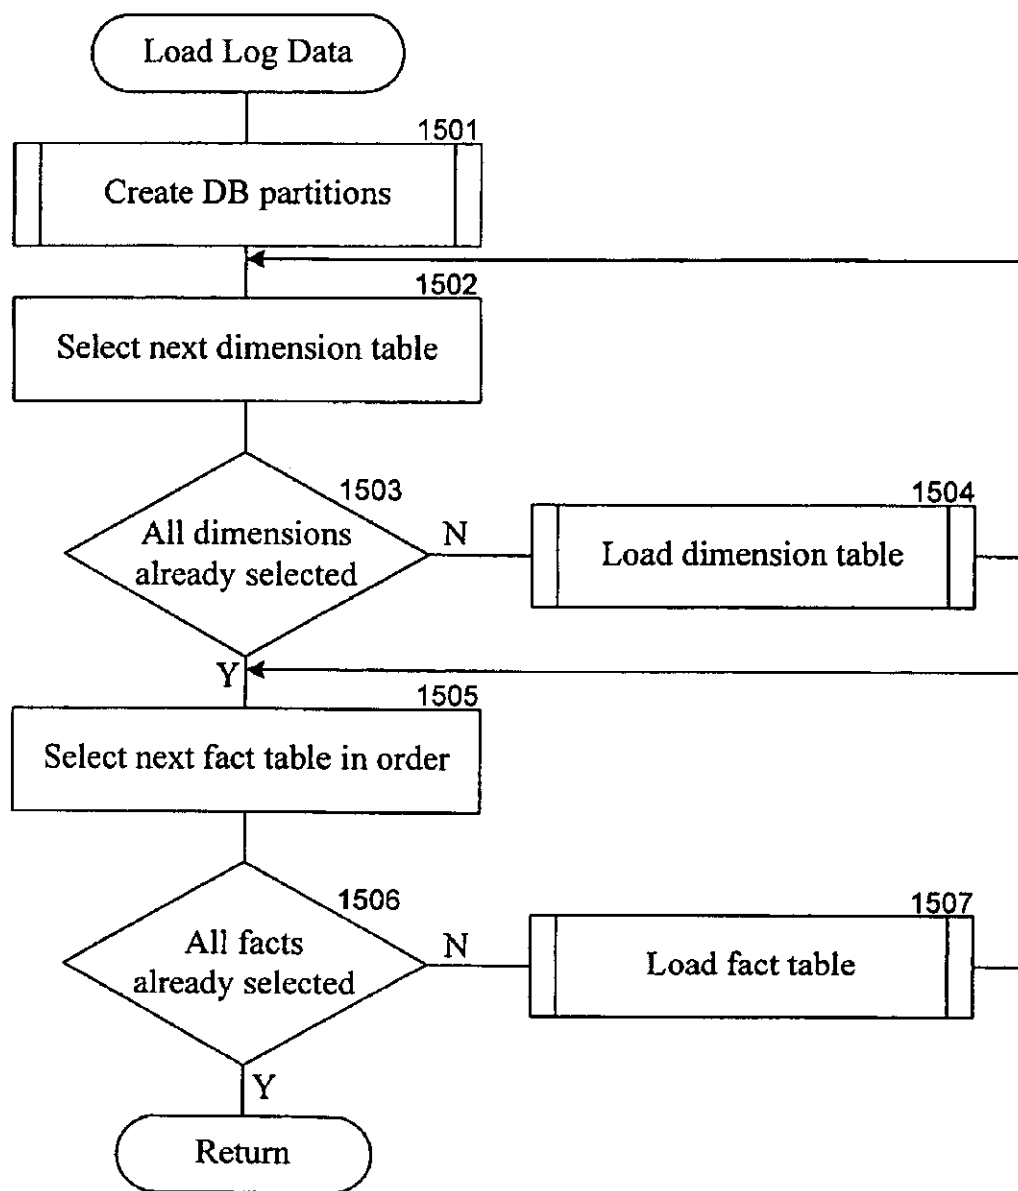 Load Log Data
1501
Create DB partitions
1502
Select next dimension table
1503
All dimensions
already selected
N
1504
Load dimension table
Y
1505
Select next fact table in order
1506
All facts
already selected
N
1507
Load fact table
Y
Return